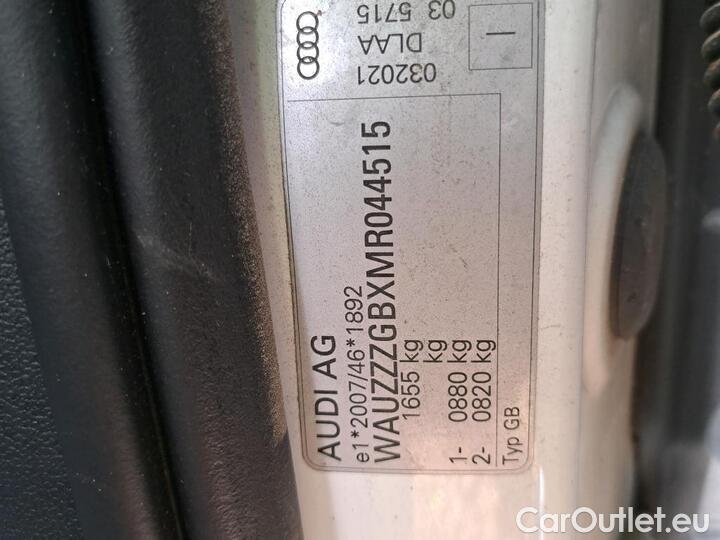 AUDI AG
e1*2007/46*1892
WAUZZZGBXMR044515
1655 kg
kg
1- 0880 kg
2- 0820 kg
Typ GB
032021
DLAA
03 5715
CarOutlet.eu